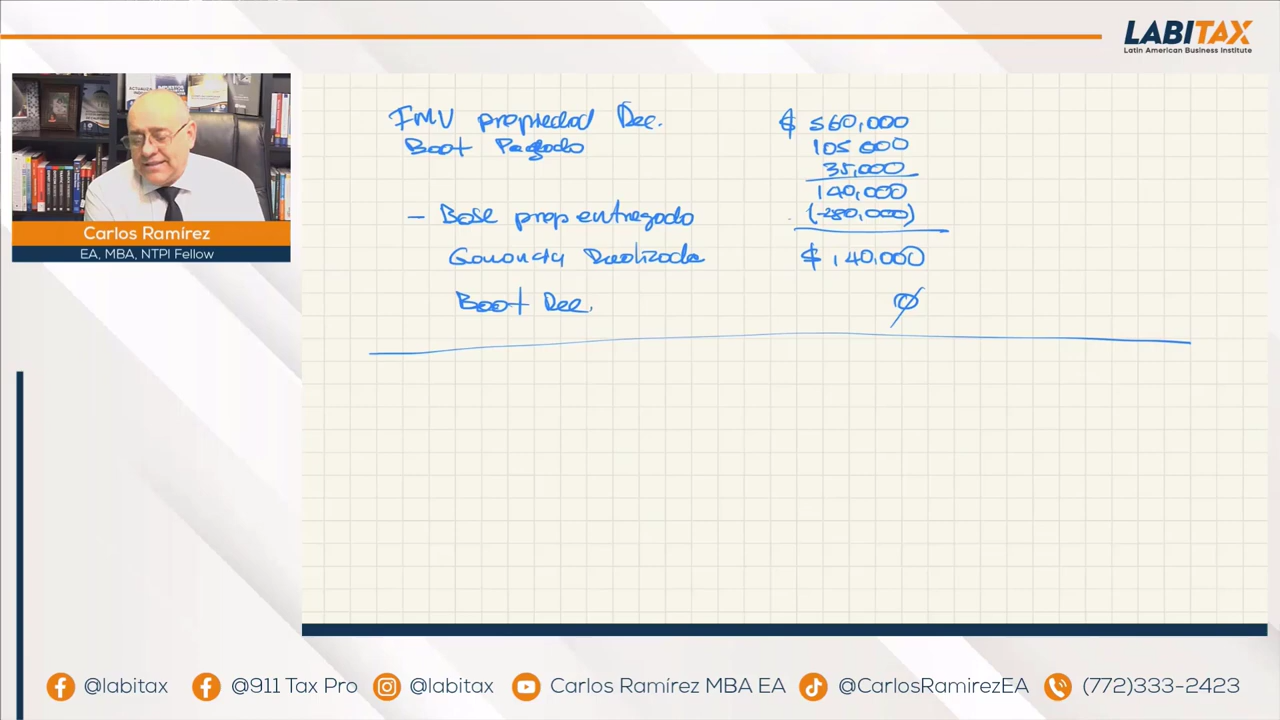 LABITAX
Latin American Business Institute
FMV propiedad Rec. $ 560,000
Boot Pagado 105 000
35,000
140,000
- Base prop entregado (-280,000)
Ganancia Realizada $ 140,000
Boot Rec. Ø
Carlos Ramírez
EA, MBA, NTPI Fellow
@labitax @911 Tax Pro @labitax Carlos Ramírez MBA EA @CarlosRamirezEA (772)333-2423